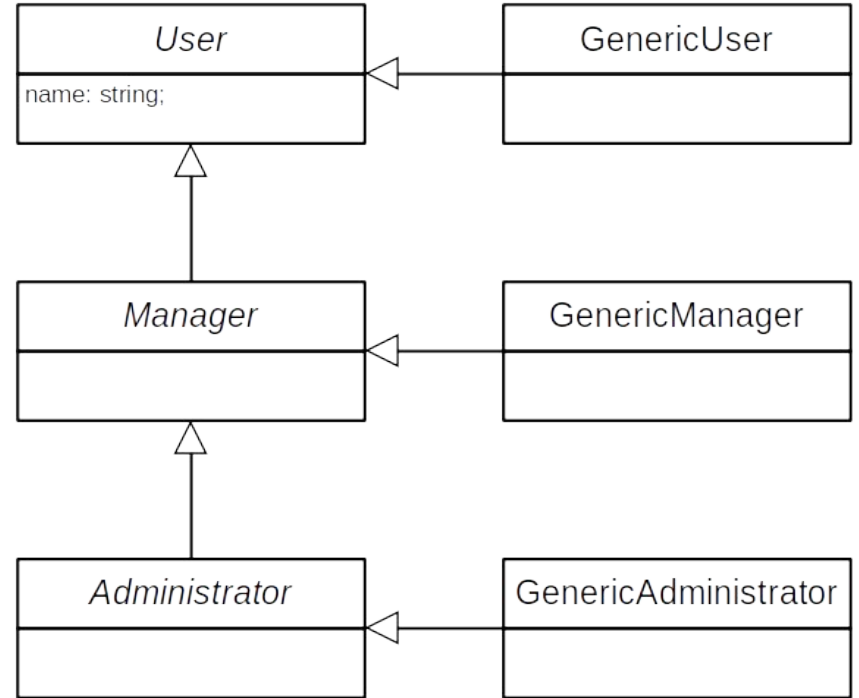 User
GenericUser
name: string;
Manager
GenericManager
Administrator
GenericAdministrator